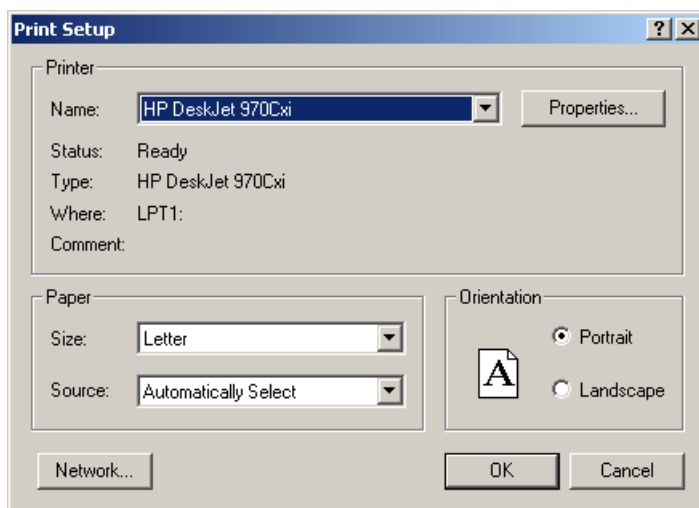 Print Setup
Printer
Name: HP DeskJet 970Cxi Properties...
Status: Ready
Type: HP DeskJet 970Cxi
Where: LPT1:
Comment:
Paper
Size: Letter
Source: Automatically Select
Orientation
A
Portrait
Landscape
Network... OK Cancel